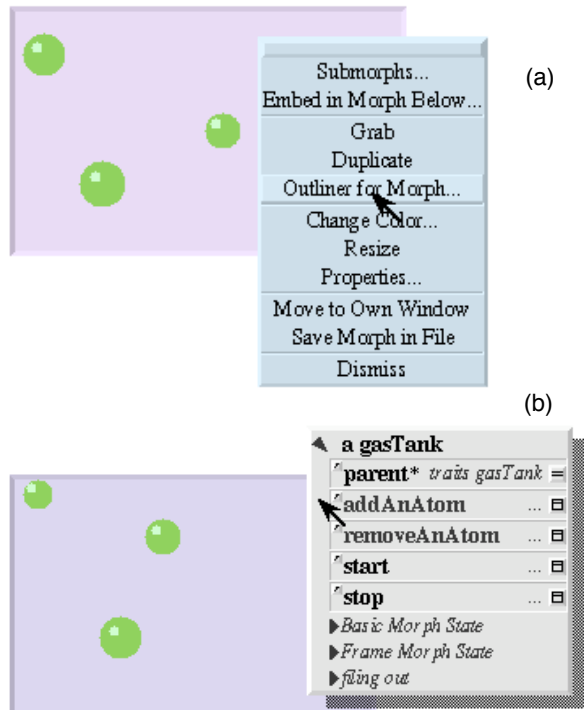 (a)
Submorphs...
Embed in Morph Below...
Grab
Duplicate
Outliner for Morph...
Change Color...
Resize
Properties...
Move to Own Window
Save Morph in File
Dismiss
(b)
a gasTank
parent* traits gasTank =
addAnAtom ...
removeAnAtom ...
start ...
stop ...
Basic Morph State
Frame Morph State
filing out